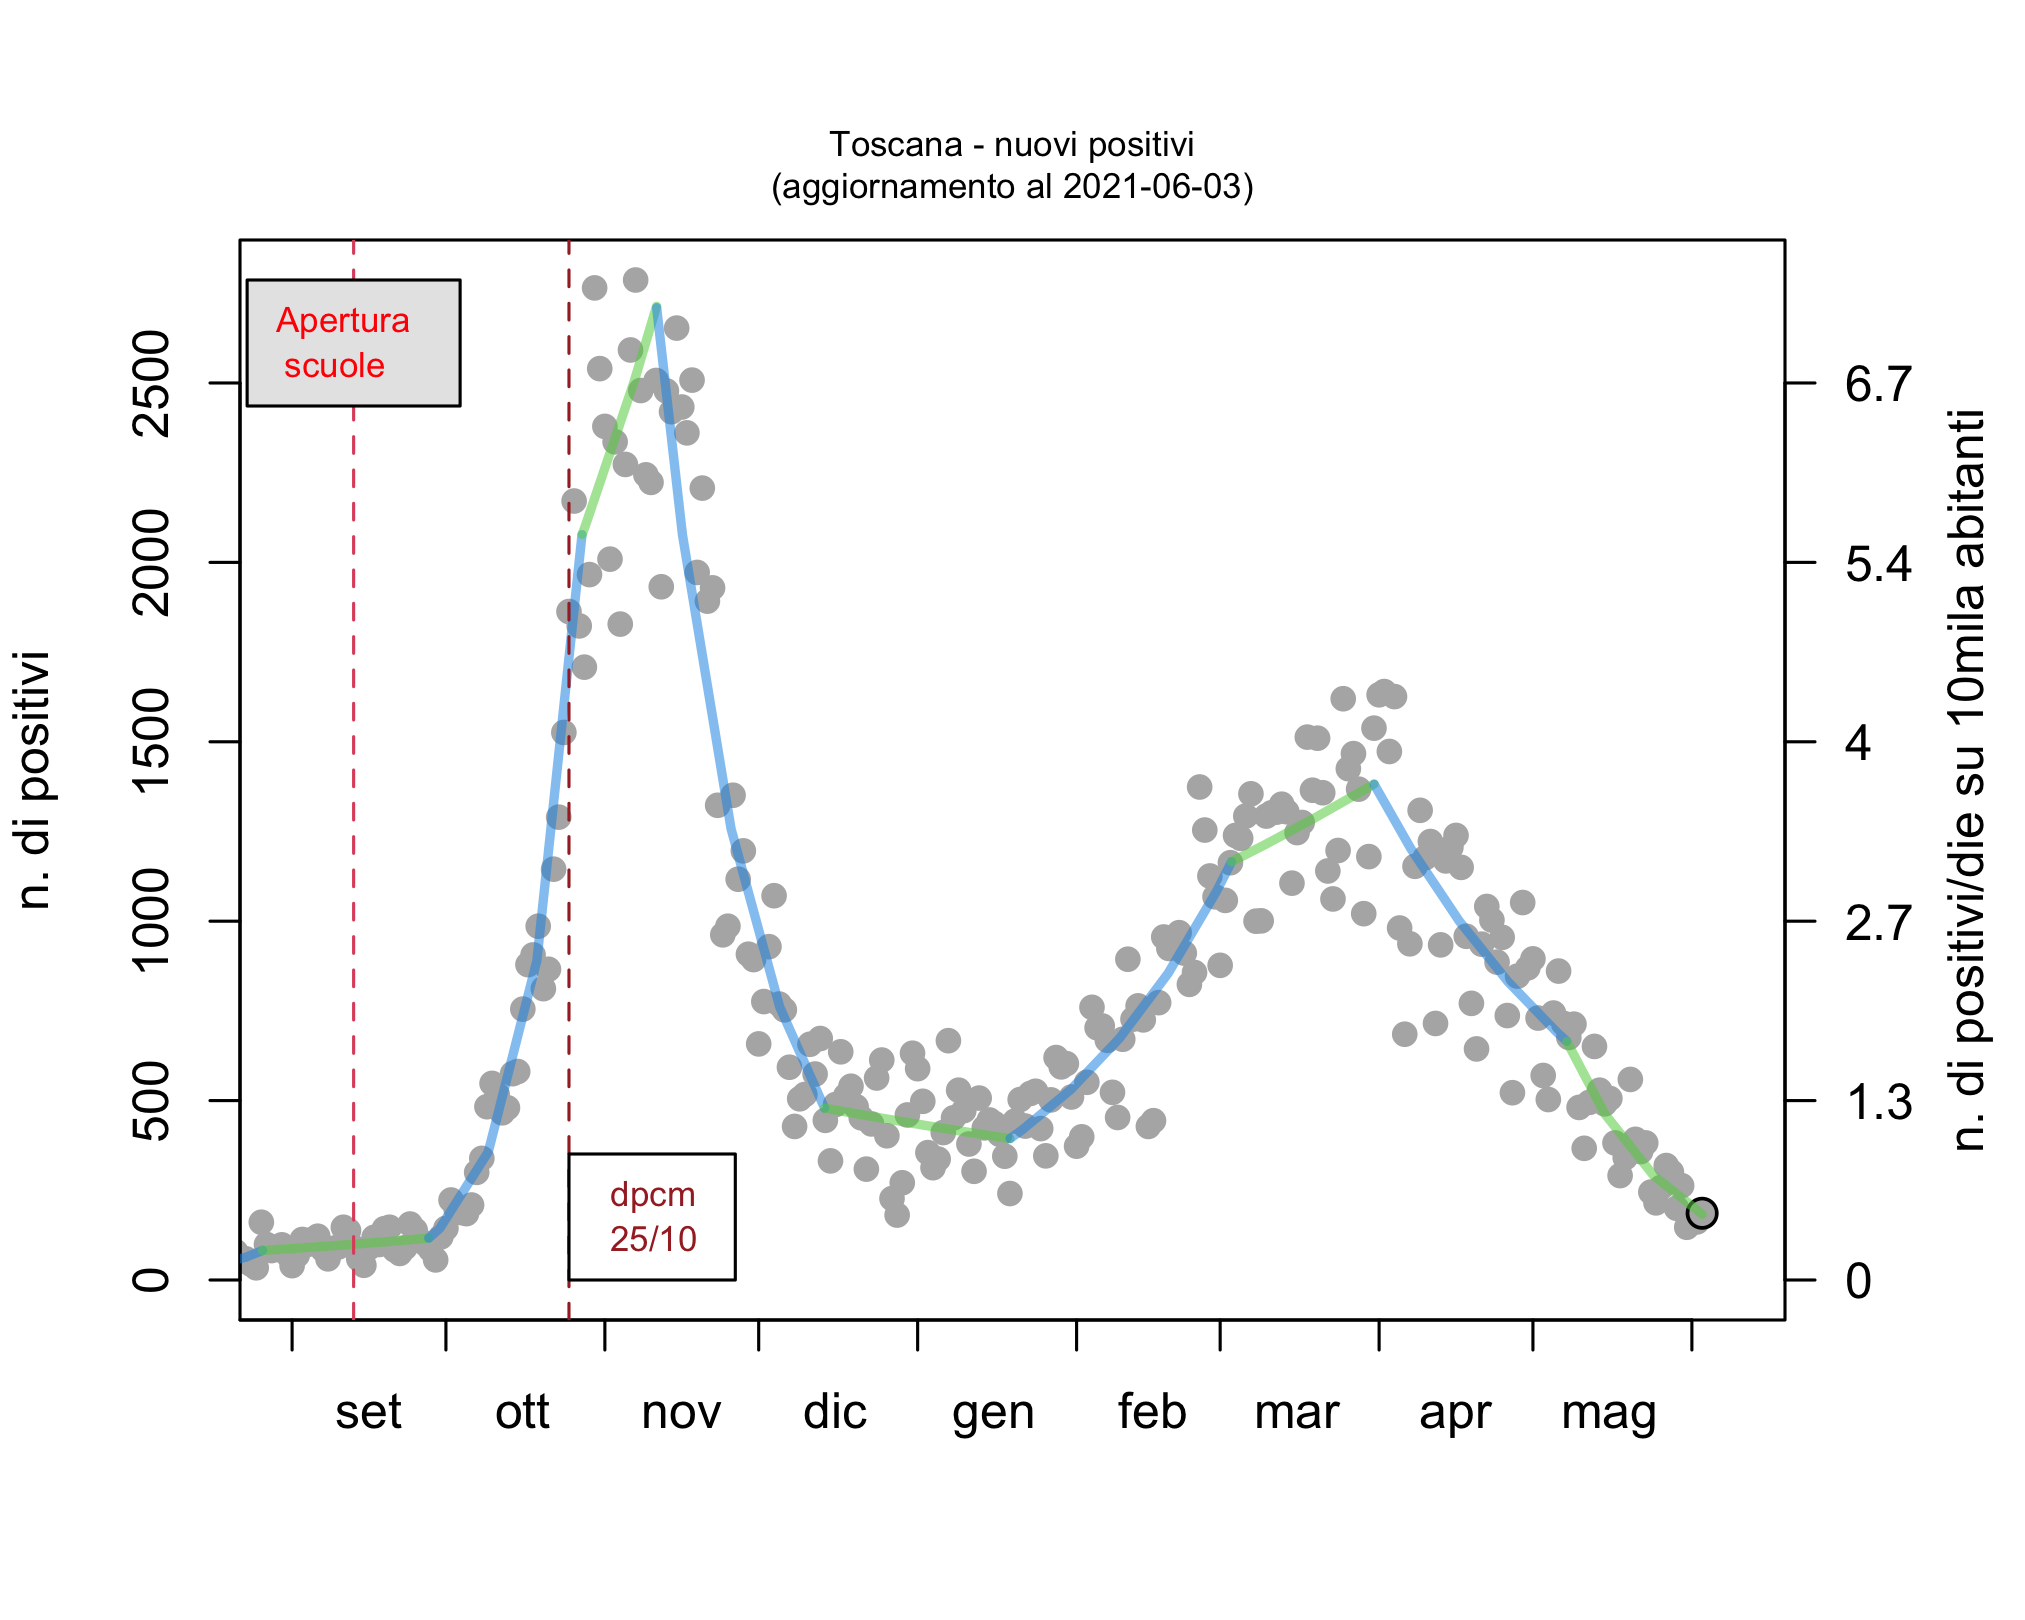 Toscana - nuovi positivi
(aggiornamento al 2021-06-03)
Apertura
scuole
dpcm
25/10
n. di positivi
0
500
1000
1500
2000
2500
0
1.3
2.7
4
5.4
6.7
n. di positivi/die su 10mila abitanti
set ott nov dic gen feb mar apr mag